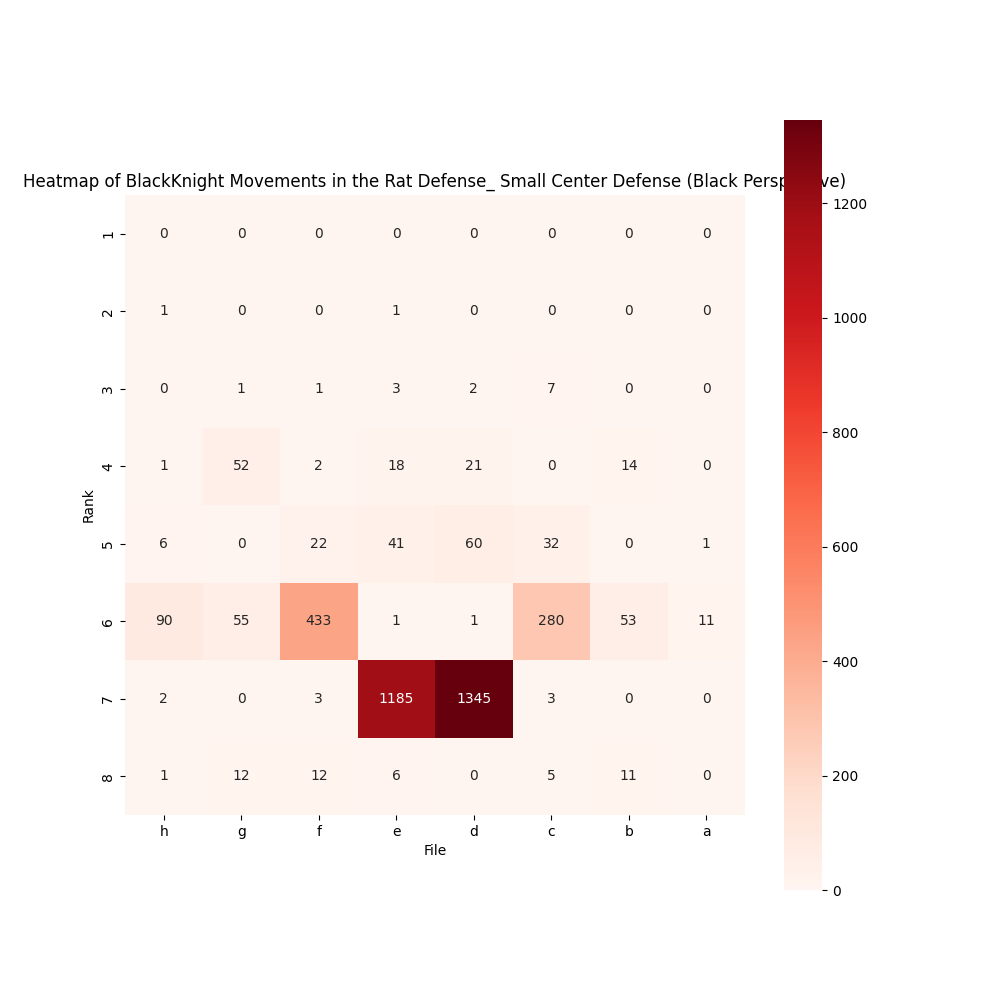 Heatmap of BlackKnight Movements in the Rat Defense_ Small Center Defense (Black Persp ve)
1 0 0 0 0 0 0 0 0
2 1 0 0 1 0 0 0 0
3 0 1 1 3 2 7 0 0
4 1 52 2 18 21 0 14 0
Rank
5 6 0 22 41 60 32 0 1
6 90 55 433 1 1 280 53 11
7 2 0 3 1185 1345 3 0 0
8 1 12 12 6 0 5 11 0
h g f e d c b a
File
1200
1000
800
600
400
200
0